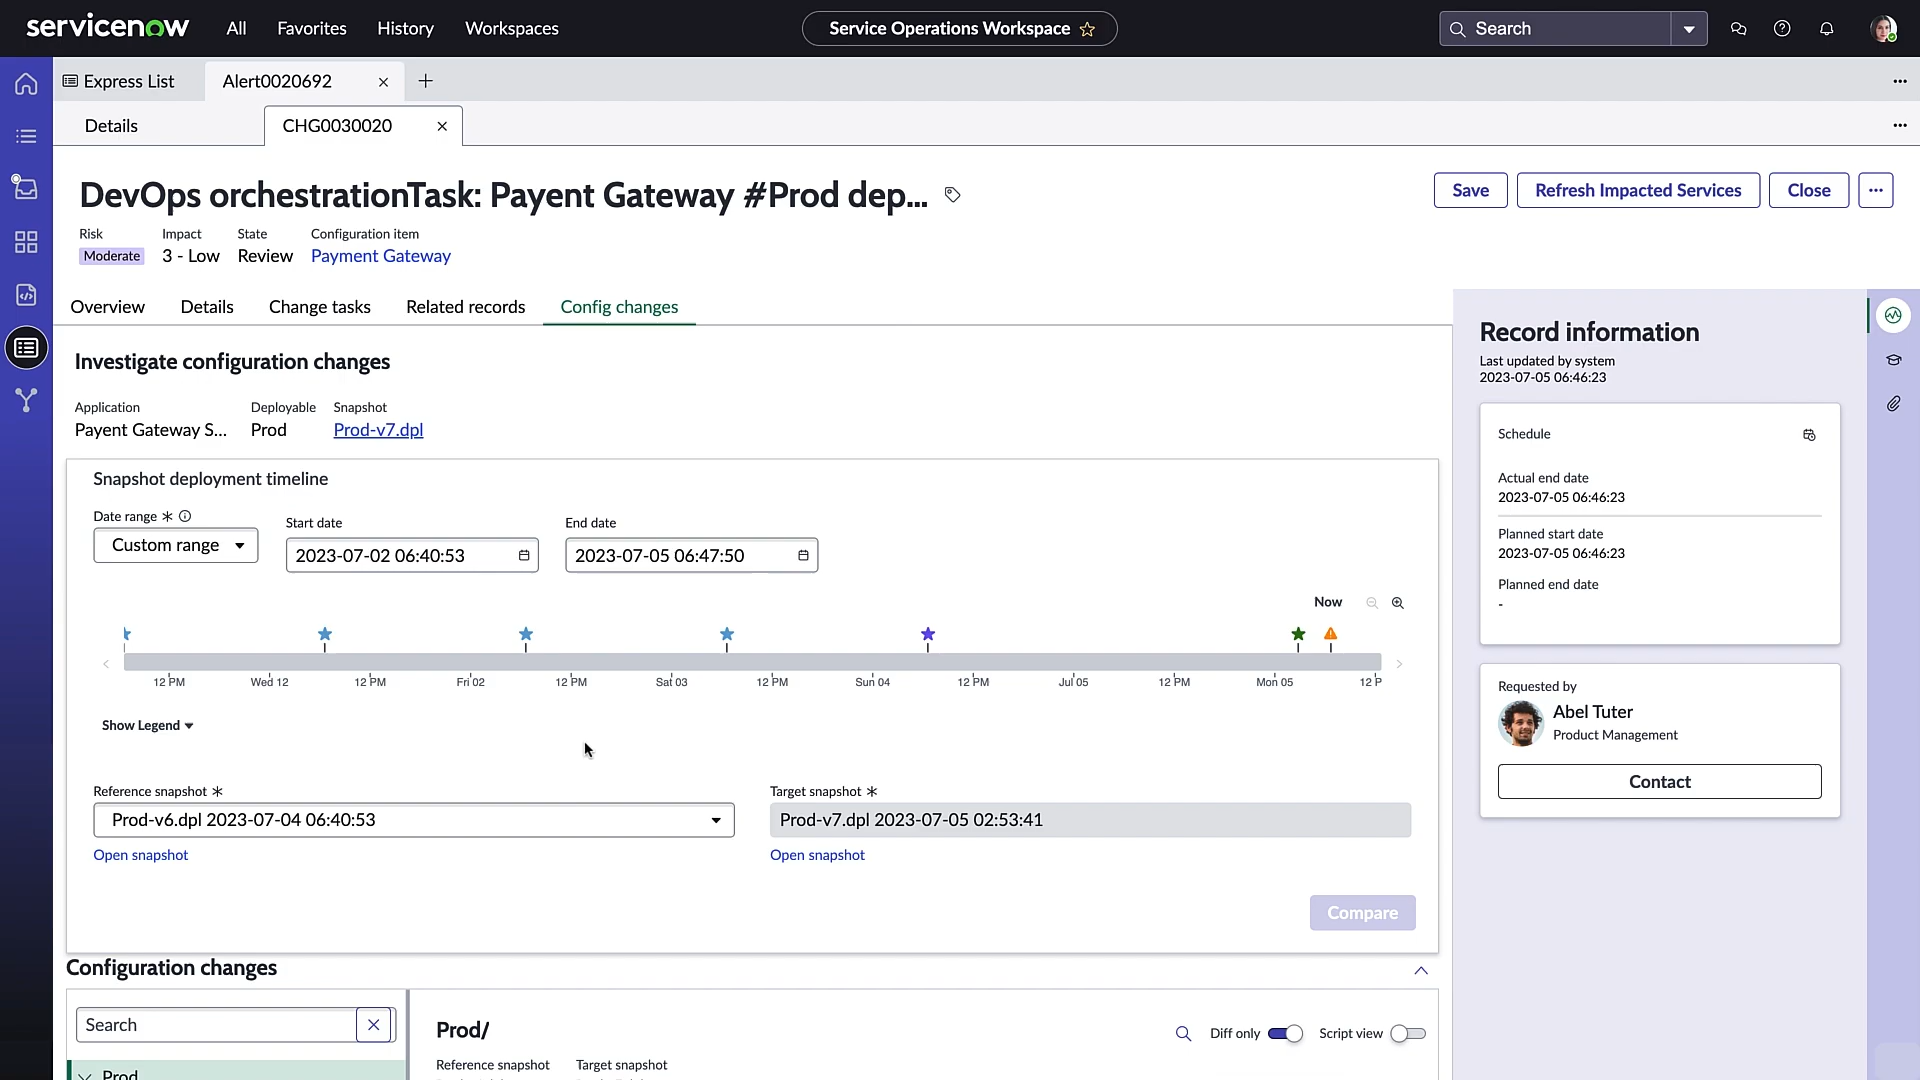 servicenow All Favorites History Workspaces Service Operations Workspace Search
Express List Alert0020692
Details CHG0030020
DevOps orchestrationTask: Payent Gateway #Prod dep...
Save Refresh Impacted Services Close
Risk Impact State Configuration item
Moderate 3 - Low Review Payment Gateway
Overview Details Change tasks Related records Config changes
Record information
Last updated by system
2023-07-05 06:46:23
Investigate configuration changes
Application Deployable Snapshot
Payent Gateway S... Prod Prod-v7.dpl
Schedule
Actual end date
2023-07-05 06:46:23
Planned start date
2023-07-05 06:46:23
Planned end date
-
Snapshot deployment timeline
Date range * Start date End date
Custom range 2023-07-02 06:40:53 2023-07-05 06:47:50
Now
12 PM Wed 12 12 PM Fri 02 12 PM Sat 03 12 PM Sun 04 12 PM Jul 05 12 PM Mon 05 12 P
Show Legend
Requested by
Abel Tuter
Product Management
Contact
Reference snapshot * Target snapshot *
Prod-v6.dpl 2023-07-04 06:40:53 Prod-v7.dpl 2023-07-05 02:53:41
Open snapshot Open snapshot
Compare
Configuration changes
Search
Prod/ Diff only Script view
Reference snapshot Target snapshot
Prod